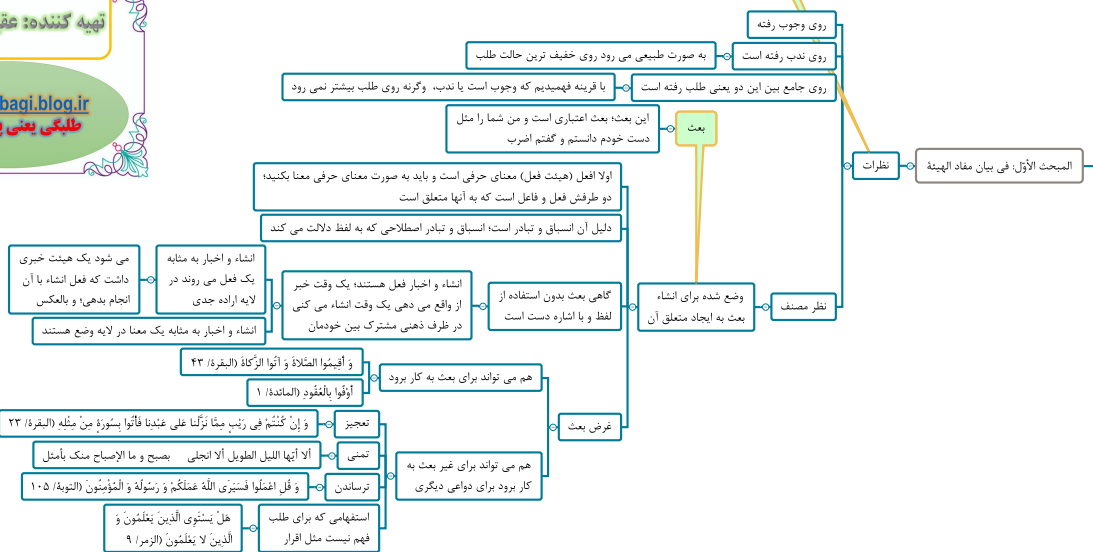 تهیه کننده:
bagi.blog.ir
طلبگی یعنی
المبحث الأوّل: فی بیان مفاد الهیئة
نظرات
روی وجوب رفته
روی ندب رفته است
به صورت طبیعی می رود روی خفیف ترین حالت طلب
روی جامع بین این دو یعنی طلب رفته است
با قرینه فهمیدیم که وجوب است یا ندب، وگرنه روی طلب بیشتر نمی رود
بعث
این بعث؛ بعث اعتباری است و من شما را مثل
دست خودم دانستم و گفتم اضرب
نظر مصنف
وضع شده برای انشاء
بعث به ایجاد متعلق آن
اولا افعل (هیئت فعل) معنای حرفی است و باید به صورت معنای حرفی معنا بکنید؛
دو طرفش فعل و فاعل است که به آنها متعلق است
دلیل آن انسباق و تبادر است؛ انسباق و تبادر اصطلاحی که به لفظ دلالت می کند
گاهی بعث بدون استفاده از
لفظ و با اشاره دست است
انشاء و اخبار فعل هستند؛ یک وقت خبر
از واقع می دهی یک وقت انشاء می کنی
در ظرف ذهنی مشترک بین خودمان
انشاء و اخبار به مثابه
یک فعل می روند در
لایه اراده جدی
می شود یک هیئت خبری
داشت که فعل انشاء با آن
انجام بدهی؛ و بالعکس
انشاء و اخبار به مثابه یک معنا در لایه وضع هستند
غرض بعث
هم می تواند برای بعث به کار برود
وَ أَقِیمُوا الصَّلاةَ وَ آتُوا الزَّکاةَ (البقرة/ ۴۳
أَوْفُوا بِالْعُقُودِ (المائدة/ ۱
هم می تواند برای غیر بعث به
کار برود برای دواعی دیگری
تعجیز
وَ إِنْ کُنْتُمْ فِی رَیْبٍ مِمَّا نَزَّلْنا عَلی عَبْدِنا فَأْتُوا بِسُورَةٍ مِنْ مِثْلِهِ (البقرة/ ۲۳
تمنی
ألا أیّها اللیل الطویل ألا انجلی     بصبح و ما الإصباح منک بأمثل
ترساندن
وَ قُلِ اعْمَلُوا فَسَیَرَی اللَّهُ عَمَلَکُمْ وَ رَسُولُهُ وَ الْمُؤْمِنُونَ (التوبة/ ۱۰۵
استفهامی که برای طلب
فهم نیست مثل اقرار
هَلْ یَسْتَوِی الَّذِینَ یَعْلَمُونَ وَ
الَّذِینَ لا یَعْلَمُونَ (الزمر/ ۹